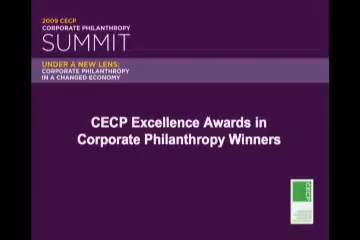 2009 CECP
CORPORATE PHILANTHROPY
SUMMIT
UNDER A NEW LENS:
CORPORATE PHILANTHROPY
IN A CHANGED ECONOMY
CECP Excellence Awards in
Corporate Philanthropy Winners
CECP